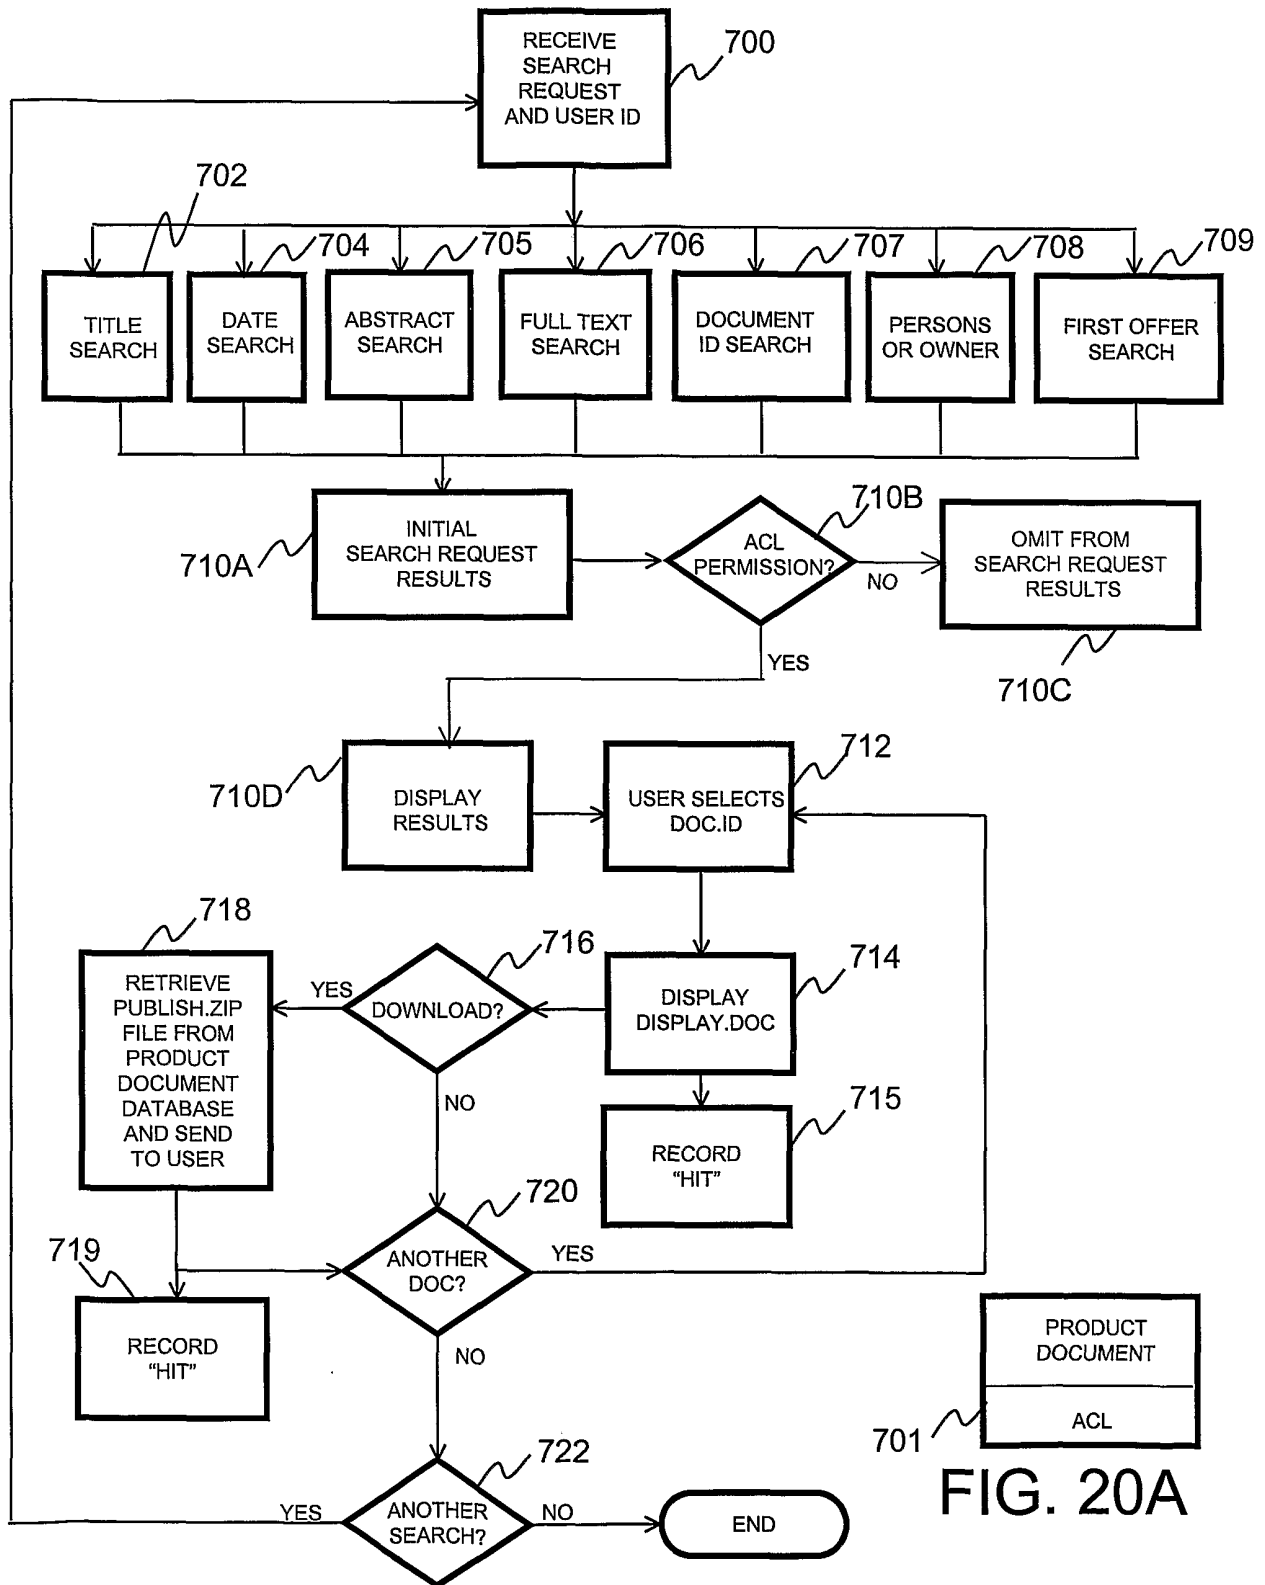 RECEIVE
SEARCH
REQUEST
AND USER ID
700
702
704
705
706
707
708
709
TITLE
SEARCH
DATE
SEARCH
ABSTRACT
SEARCH
FULL TEXT
SEARCH
DOCUMENT
ID SEARCH
PERSONS
OR OWNER
FIRST OFFER
SEARCH
710A
INITIAL
SEARCH REQUEST
RESULTS
710B
ACL
PERMISSION?
NO
YES
OMIT FROM
SEARCH REQUEST
RESULTS
710C
710D
DISPLAY
RESULTS
712
USER SELECTS
DOC.ID
718
RETRIEVE
PUBLISH.ZIP
FILE FROM
PRODUCT
DOCUMENT
DATABASE
AND SEND
TO USER
YES
716
DOWNLOAD?
NO
714
DISPLAY
DISPLAY.DOC
715
RECORD
“HIT”
719
RECORD
“HIT”
720
ANOTHER
DOC?
YES
NO
722
ANOTHER
SEARCH?
YES
NO
END
PRODUCT
DOCUMENT
ACL
701
FIG. 20A